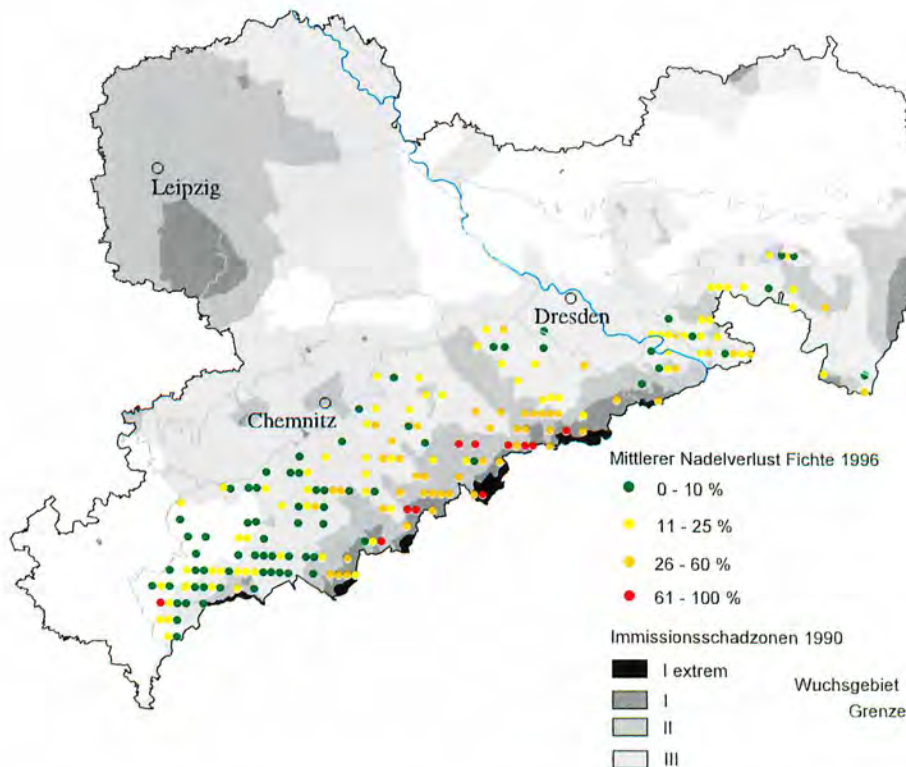 Leipzig
Dresden
Chemnitz
Mittlerer Nadelverlust Fichte 1996
0 - 10 %
11 - 25 %
26 - 60 %
61 - 100 %
Immissionsschadzonen 1990
I extrem
I
II
III
Wuchsgebiet
Grenze